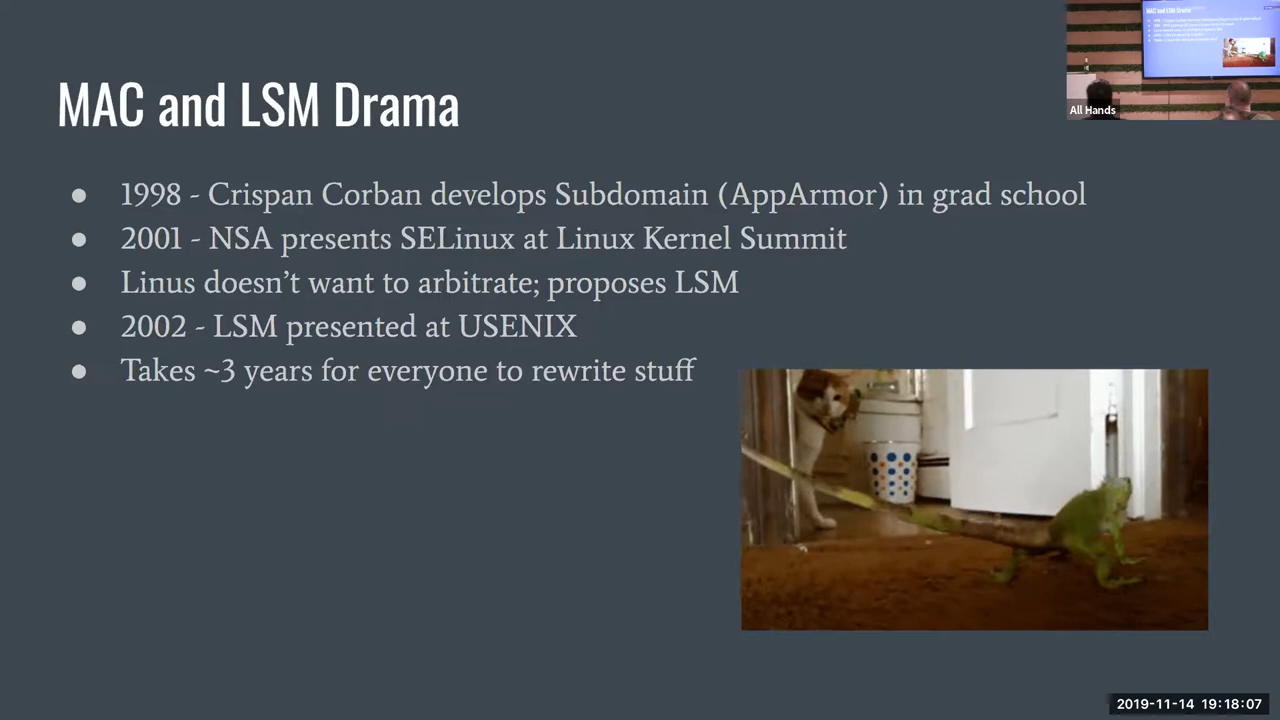 MAC and LSM Drama
MAC and LSM Drama
All Hands
● 1998 - Crispan Corban develops Subdomain (AppArmor) in grad school
● 2001 - NSA presents SELinux at Linux Kernel Summit
● Linus doesn’t want to arbitrate; proposes LSM
● 2002 - LSM presented at USENIX
● Takes ~3 years for everyone to rewrite stuff
2019-11-14 19:18:07